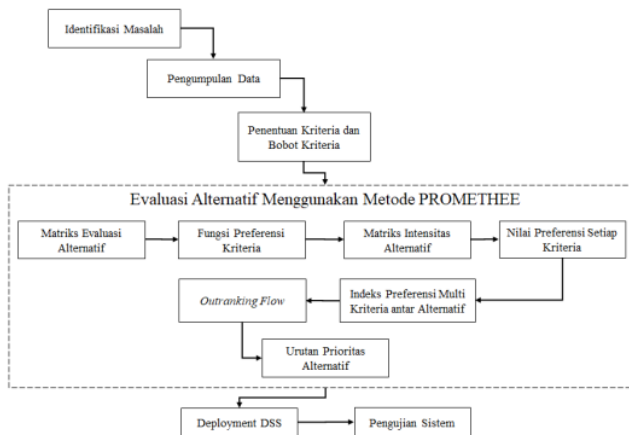 Identifikasi Masalah
Pengumpulan Data
Penentuan Kriteria dan
Bobot Kriteria
Evaluasi Alternatif Menggunakan Metode PROMETHEE
Matriks Evaluasi
Alternatif
Fungsi Preferensi
Kriteria
Matriks Intensitas
Alternatif
Nilai Preferensi Setiap
Kriteria
Outranking Flow
Indeks Preferensi Multi
Kriteria antar Alternatif
Urutan Prioritas
Alternatif
Deployment DSS
Pengujian Sistem